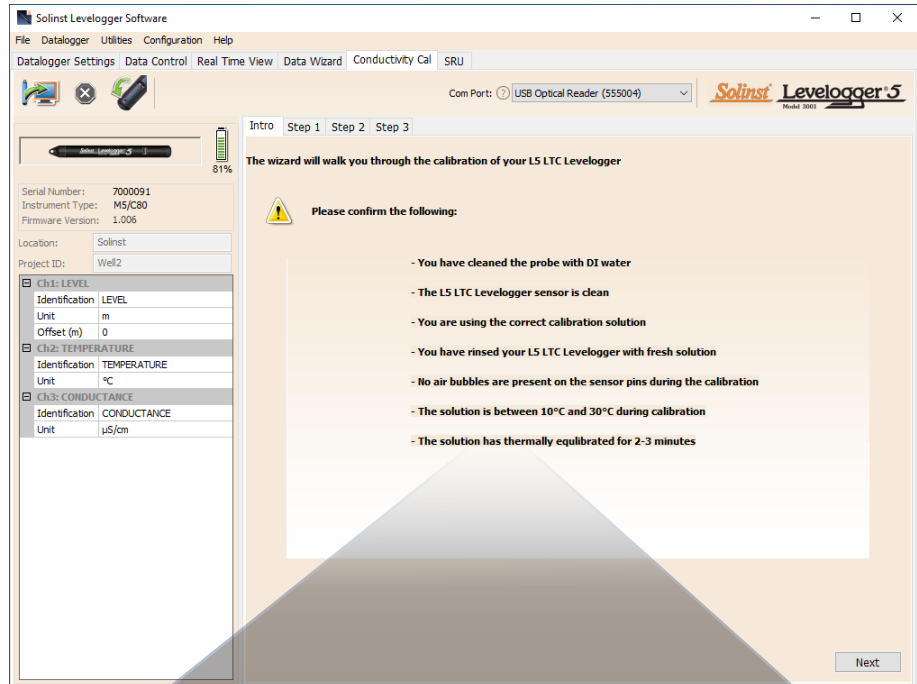 Solinst Levelogger Software
File Datalogger Utilities Configuration Help
Datalogger Settings Data Control Real Time View Data Wizard Conductivity Cal SRU
Com Port: ? USB Optical Reader (555004)
Solinst Levelogger 5
Model 3001
Intro Step 1 Step 2 Step 3
Solinst Levelogger 5
81%
The wizard will walk you through the calibration of your L5 LTC Levelogger
Serial Number: 7000091
Instrument Type: M5/C80
Firmware Version: 1.006
Location: Solinst
Project ID: Well2
Ch1: LEVEL
Identification LEVEL
Unit m
Offset (m) 0
Ch2: TEMPERATURE
Identification TEMPERATURE
Unit °C
Ch3: CONDUCTANCE
Identification CONDUCTANCE
Unit µS/cm
Please confirm the following:
- You have cleaned the probe with DI water
- The L5 LTC Levelogger sensor is clean
- You are using the correct calibration solution
- You have rinsed your L5 LTC Levelogger with fresh solution
- No air bubbles are present on the sensor pins during the calibration
- The solution is between 10°C and 30°C during calibration
- The solution has thermally equlibrated for 2-3 minutes
Next